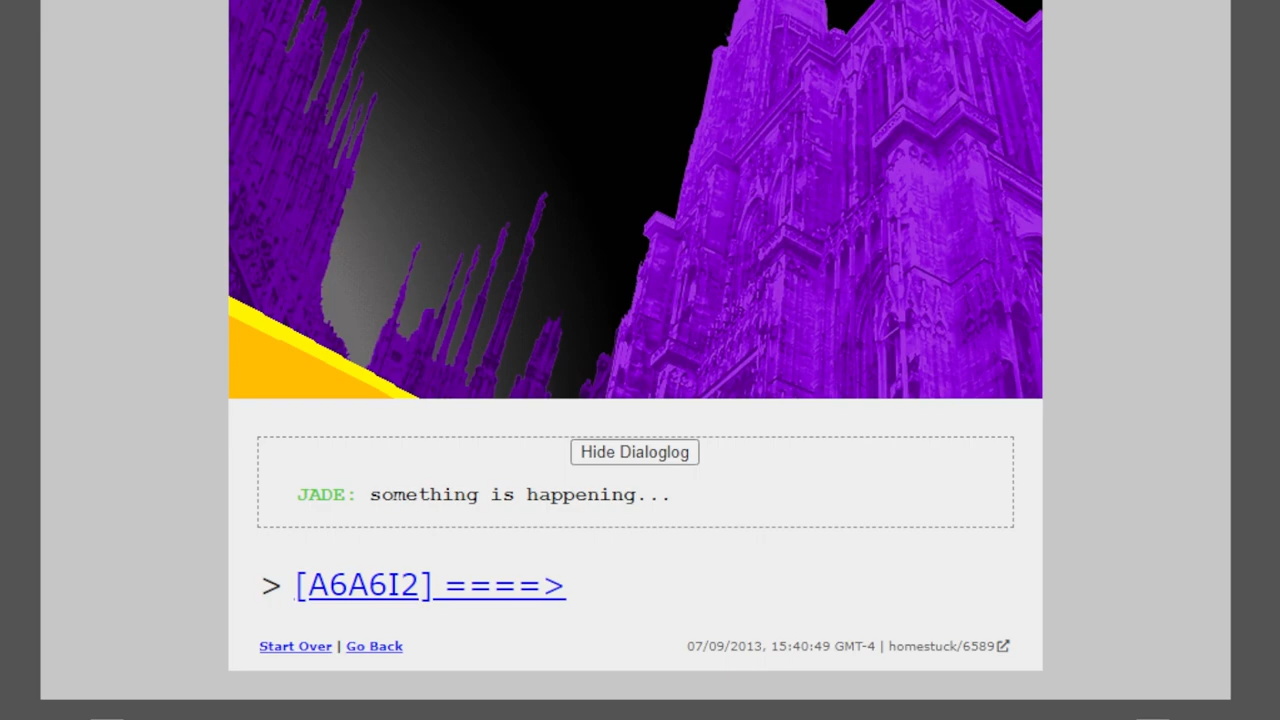 Hide Dialoglog
JADE: something is happening...
> [A6A6I2] ====>
Start Over | Go Back
07/09/2013, 15:40:49 GMT-4 | homestuck/6589